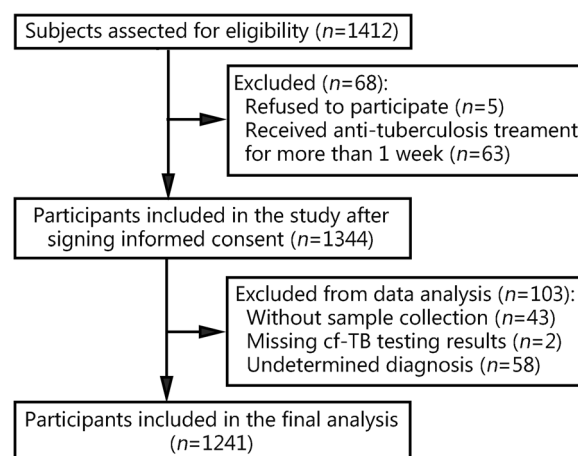 Subjects assected for eligibility (n=1412)
Excluded (n=68):
Refused to participate (n=5)
Received anti-tuberculosis treament
for more than 1 week (n=63)
Participants included in the study after
signing informed consent (n=1344)
Excluded from data analysis (n=103):
Without sample collection (n=43)
Missing cf-TB testing results (n=2)
Undetermined diagnosis (n=58)
Participants included in the final analysis
(n=1241)